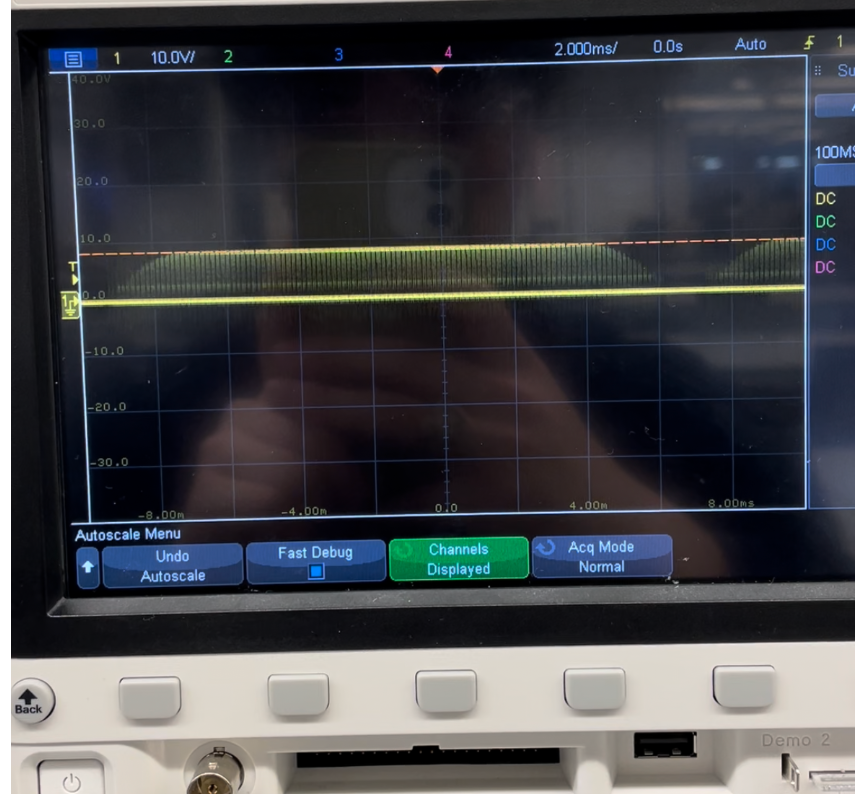 1 10.0V/ 2 3 4 2.000ms/ 0.0s Auto 1
Su
40.0V
30.0
100MS
20.0
DC
DC
10.0
DC
T
DC
0.0
1
-10.0
-20.0
-30.0
-8.00m -4.00m 0.0 4.00m 8.00ms
Autoscale Menu
Undo Autoscale
Fast Debug
Channels Displayed
Acq Mode Normal
Back
Demo 2